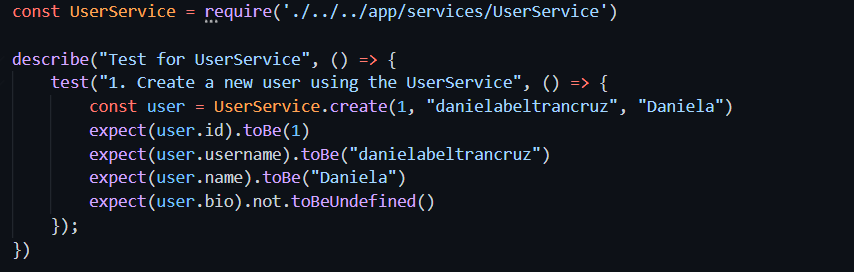 const UserService = require('./../../app/services/UserService')

describe("Test for UserService", () => {
    test("1. Create a new user using the UserService", () => {
        const user = UserService.create(1, "danielabeltrancruz", "Daniela")
        expect(user.id).toBe(1)
        expect(user.username).toBe("danielabeltrancruz")
        expect(user.name).toBe("Daniela")
        expect(user.bio).not.toBeUndefined()
    });
})